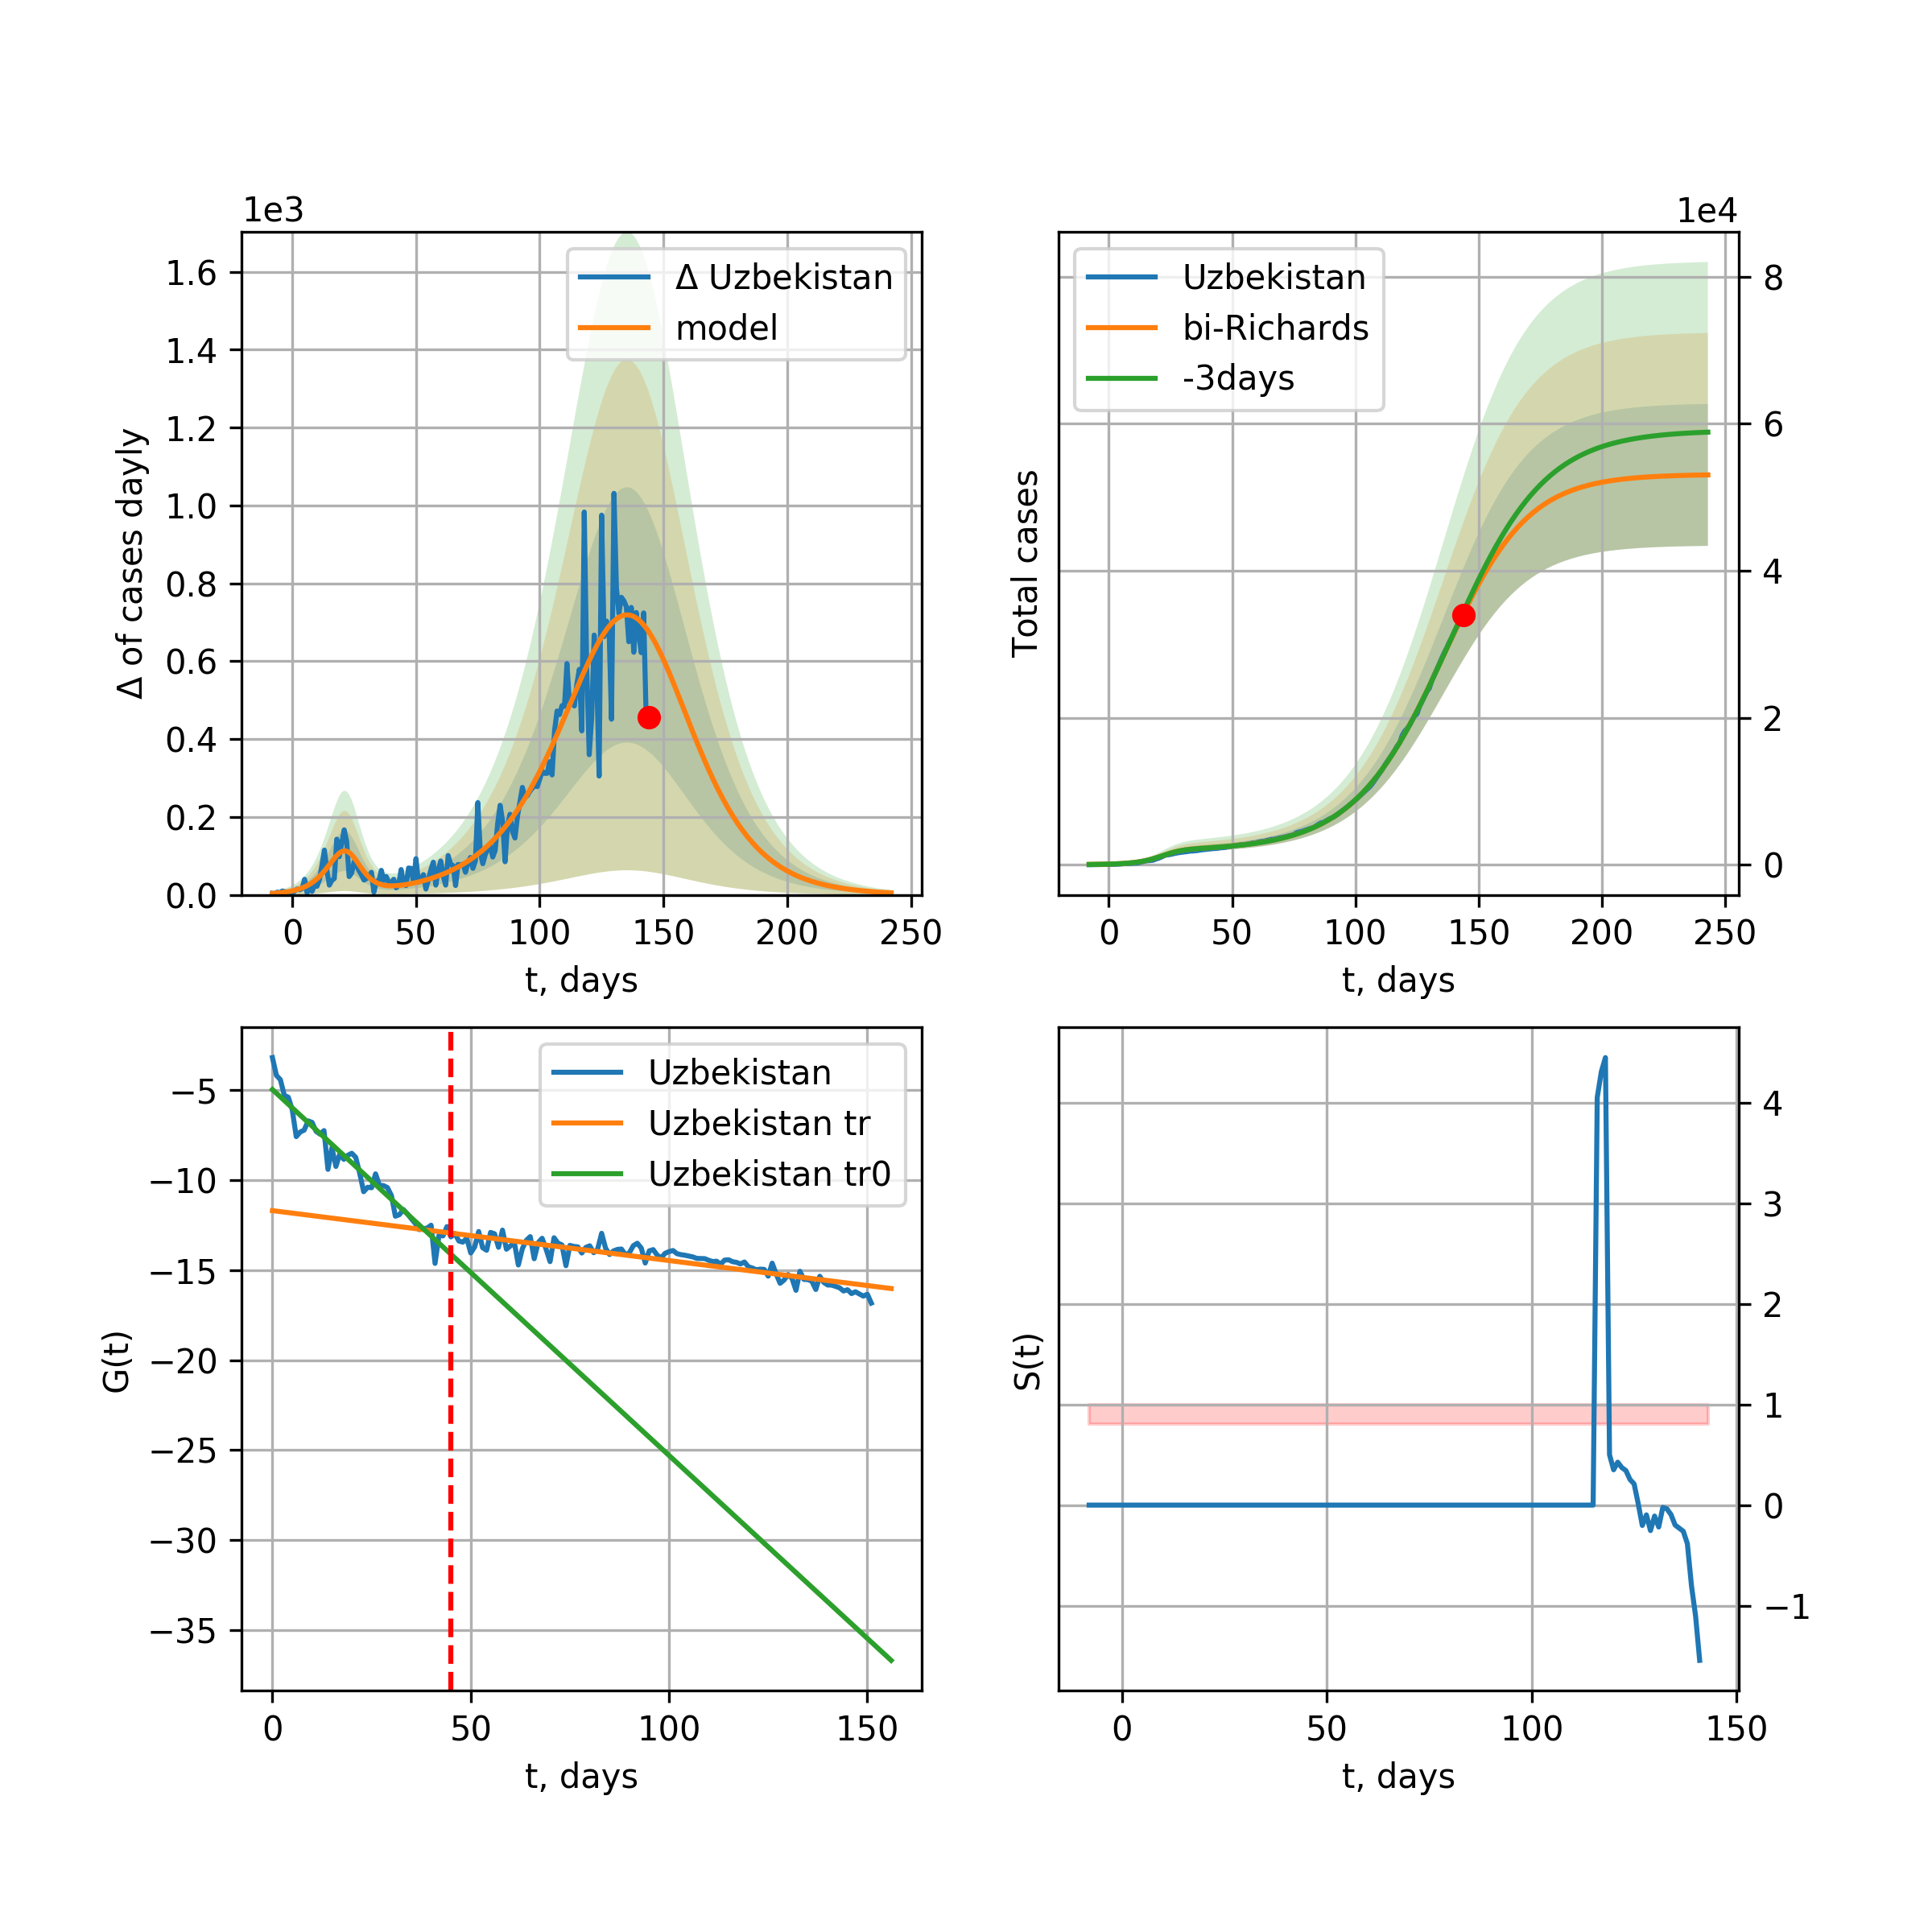 1e3
Δ of cases dayly
1.6
1.4
1.2
1.0
0.8
0.6
0.4
0.2
0.0
0 50 100 150 200 250
t, days
Δ Uzbekistan
model
1e4
Total cases
8
6
4
2
0
0 50 100 150 200 250
t, days
Uzbekistan
bi-Richards
-3days
G(t)
−5
−10
−15
−20
−25
−30
−35
0 50 100 150
t, days
Uzbekistan
Uzbekistan tr
Uzbekistan tr0
S(t)
4
3
2
1
0
−1
0 50 100 150
t, days